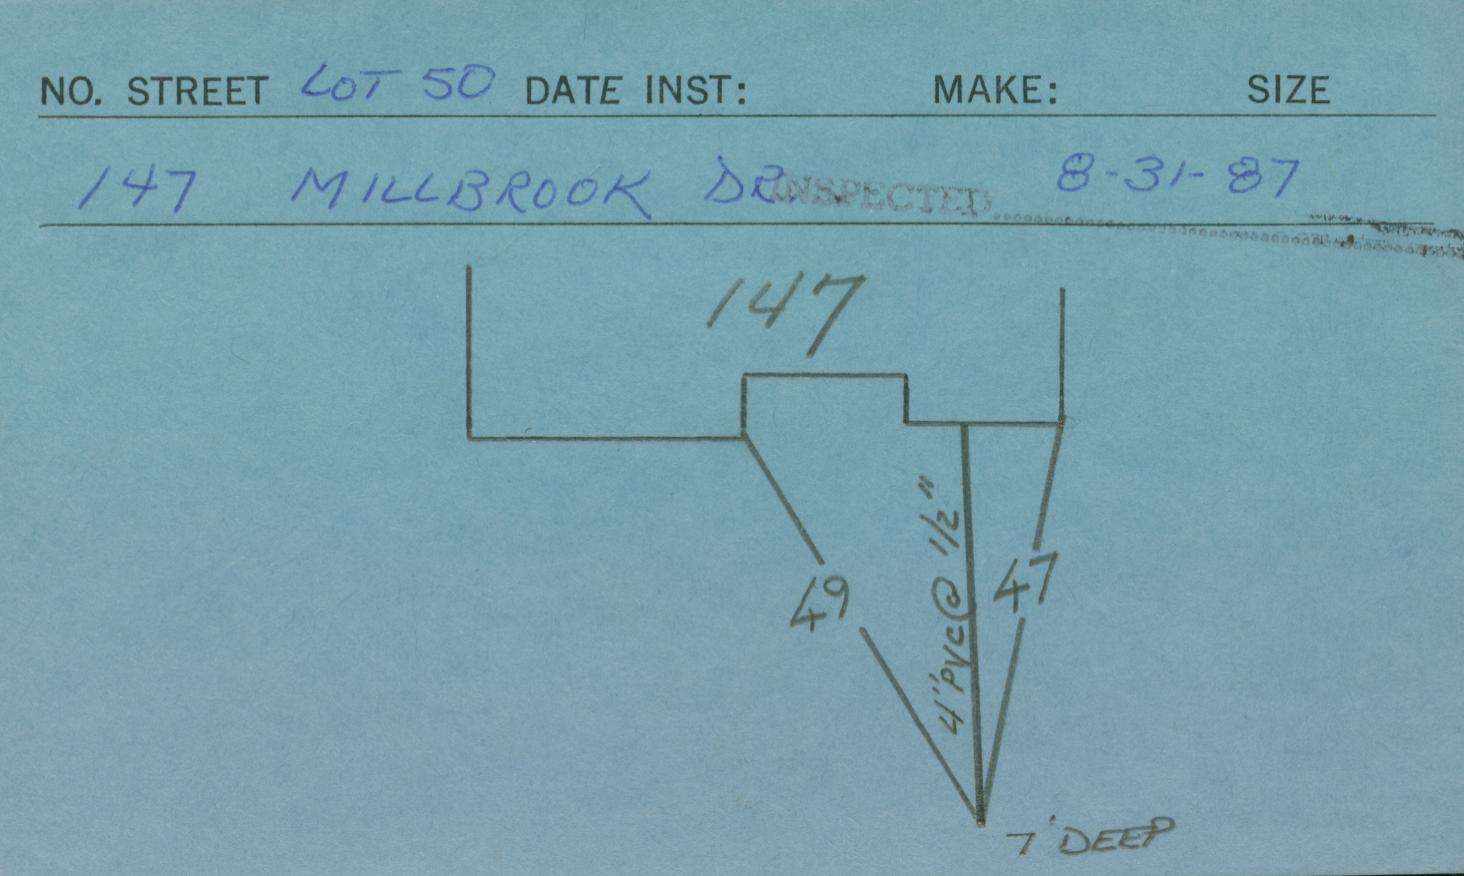 NO. STREET LOT 50 DATE INST: MAKE: SIZE
147 MILLBROOK DR. INSPECTED 8-31-87
147
49
4" PVC @ 1/2"
47
7' DEEP